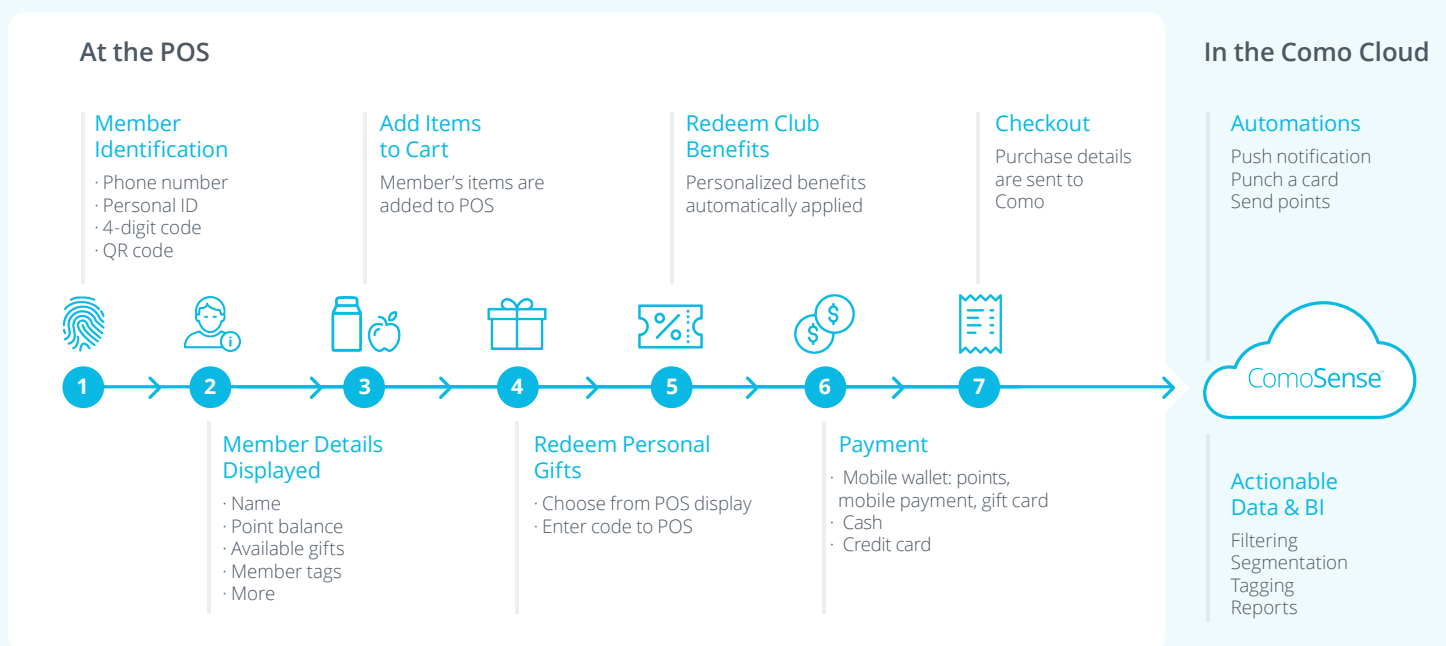 At the POS
In the Como Cloud
Member
Identification
· Phone number
· Personal ID
· 4-digit code
· QR code
Add Items
to Cart
Member's items are
added to POS
Redeem Club
Benefits
Personalized benefits
automatically applied
Checkout
Purchase details
are sent to
Como
Automations
Push notification
Punch a card
Send points
i
%
$
$
1
2
3
4
5
6
7
ComoSense
Member Details
Displayed
· Name
· Point balance
· Available gifts
· Member tags
· More
Redeem Personal
Gifts
· Choose from POS display
· Enter code to POS
Payment
· Mobile wallet: points,
mobile payment, gift card
· Cash
· Credit card
Actionable
Data & BI
Filtering
Segmentation
Tagging
Reports